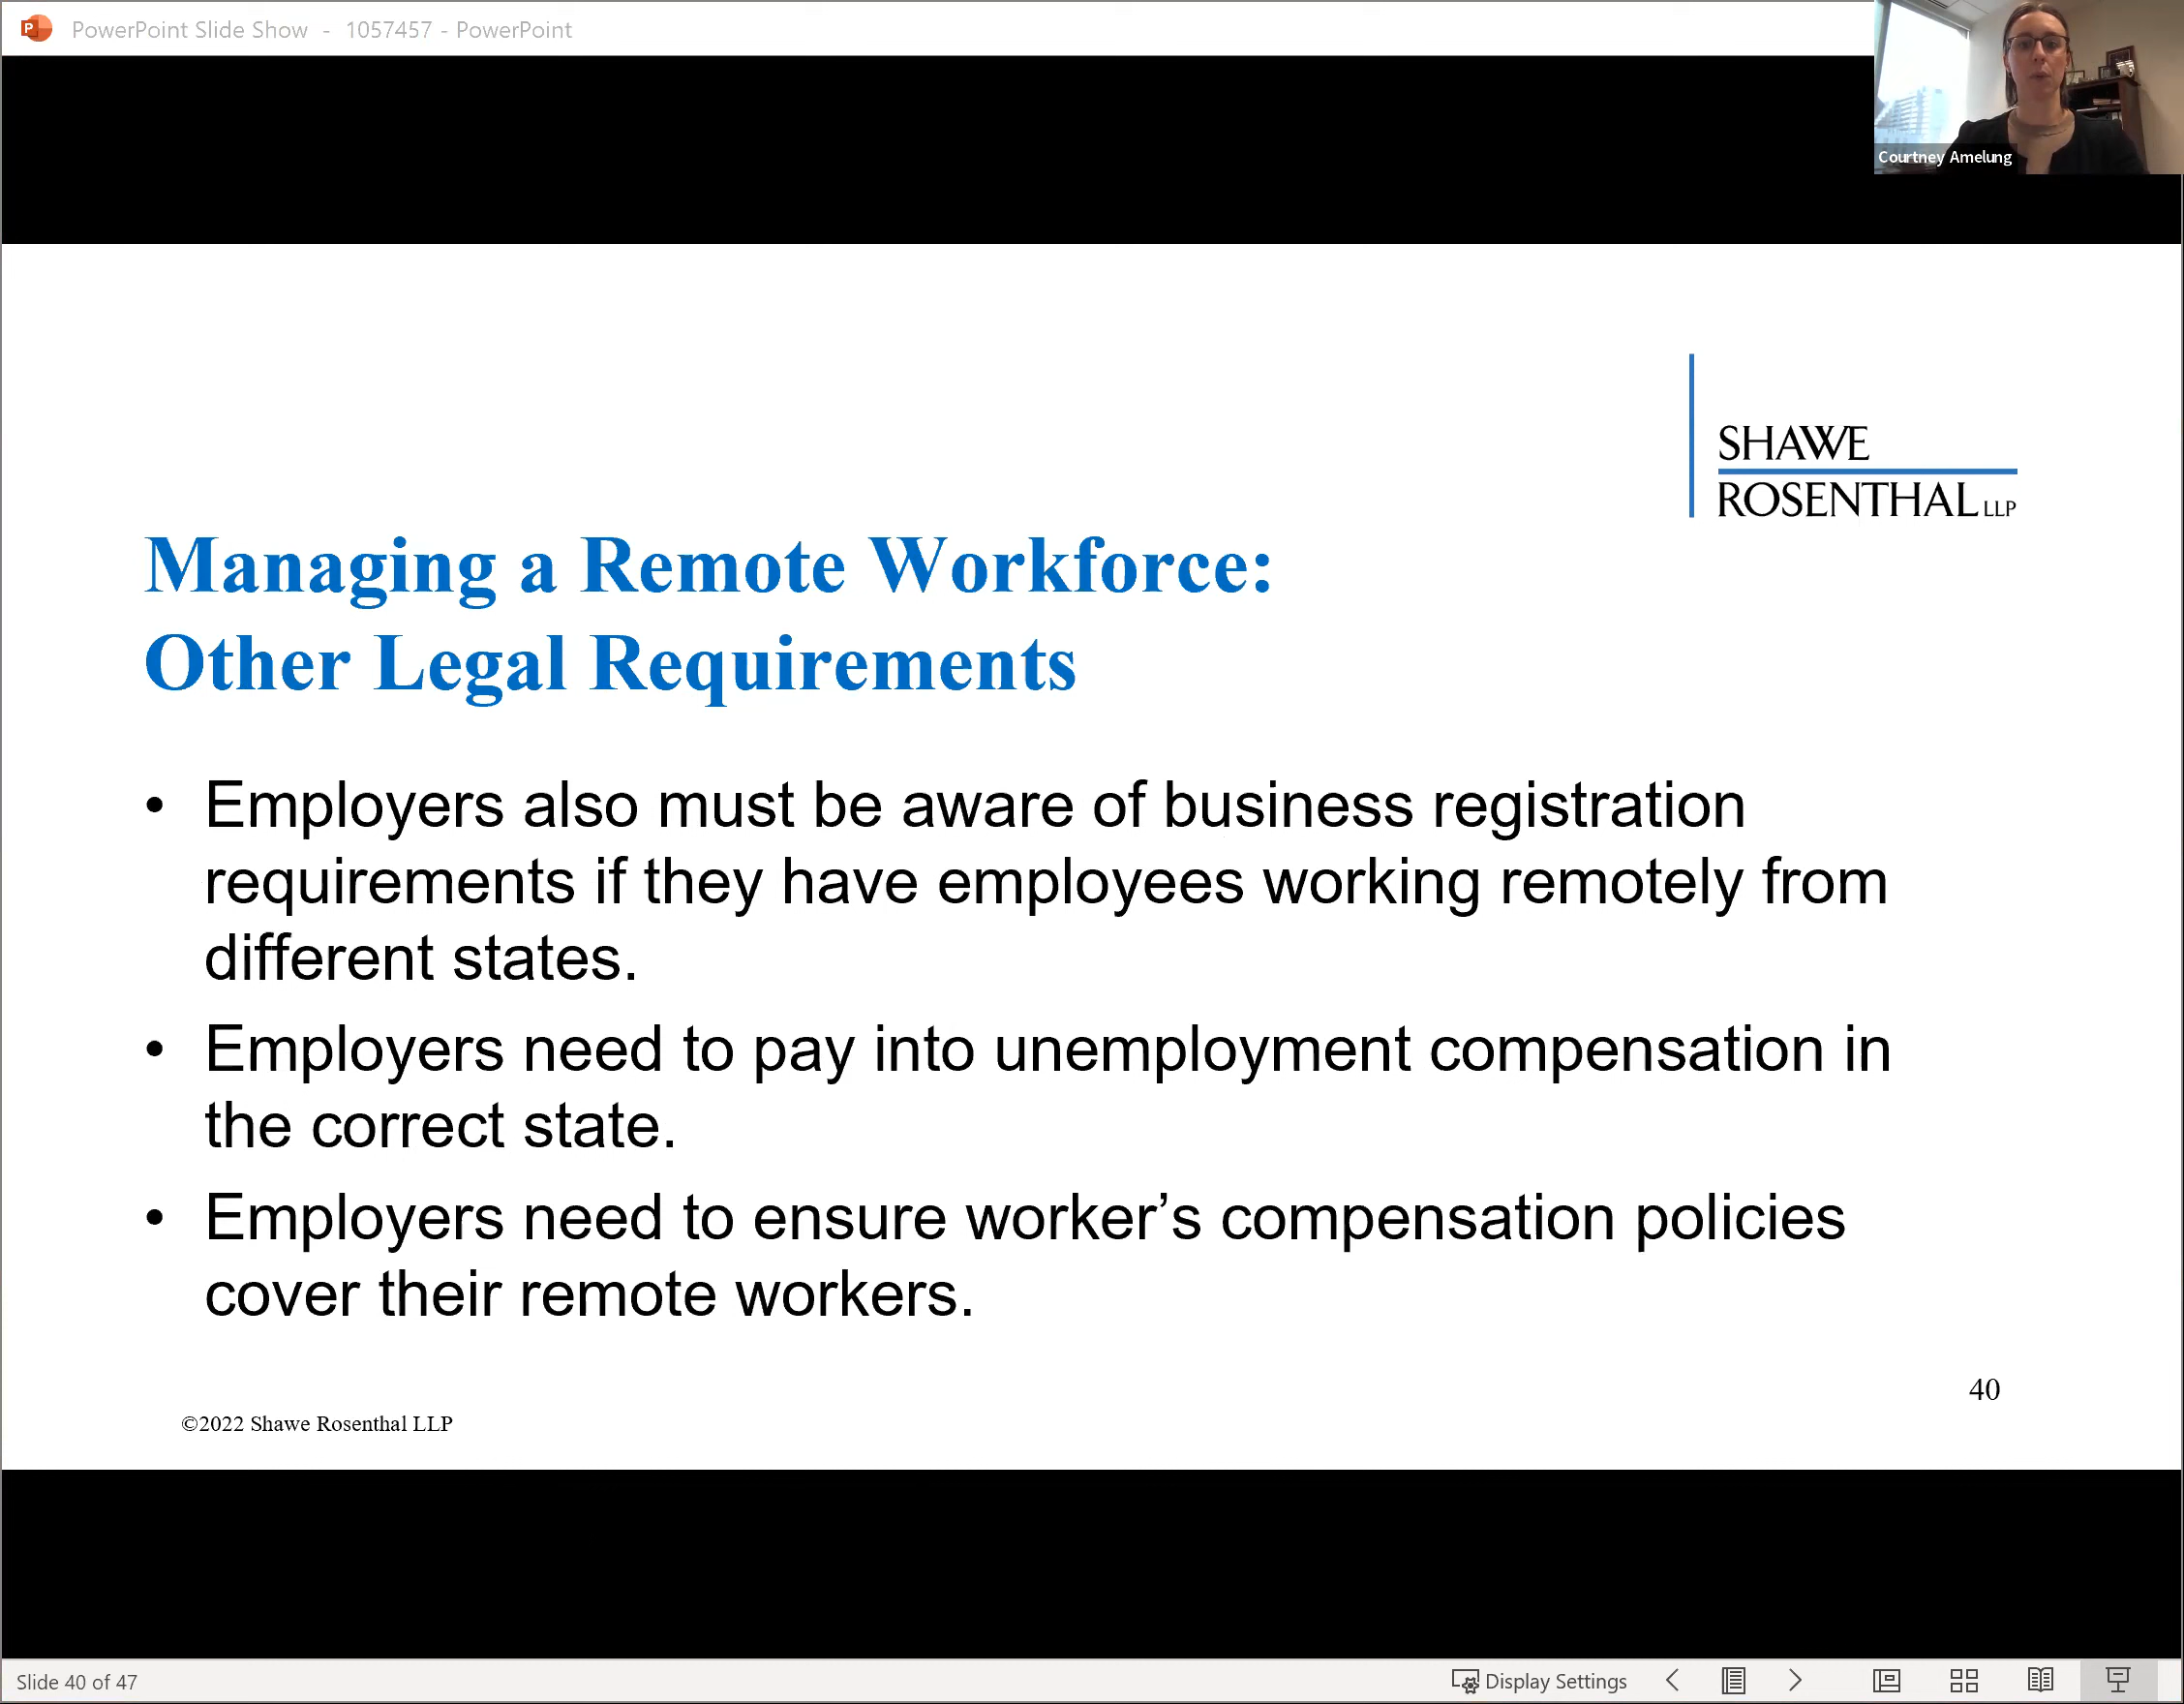 PowerPoint Slide Show - 1057457 - PowerPoint
Courtney Amelung
SHAWE
ROSENTHAL LLP
Managing a Remote Workforce:
Other Legal Requirements
• Employers also must be aware of business registration
requirements if they have employees working remotely from
different states.
• Employers need to pay into unemployment compensation in
the correct state.
• Employers need to ensure worker’s compensation policies
cover their remote workers.
40
©2022 Shawe Rosenthal LLP
Slide 40 of 47
Display Settings